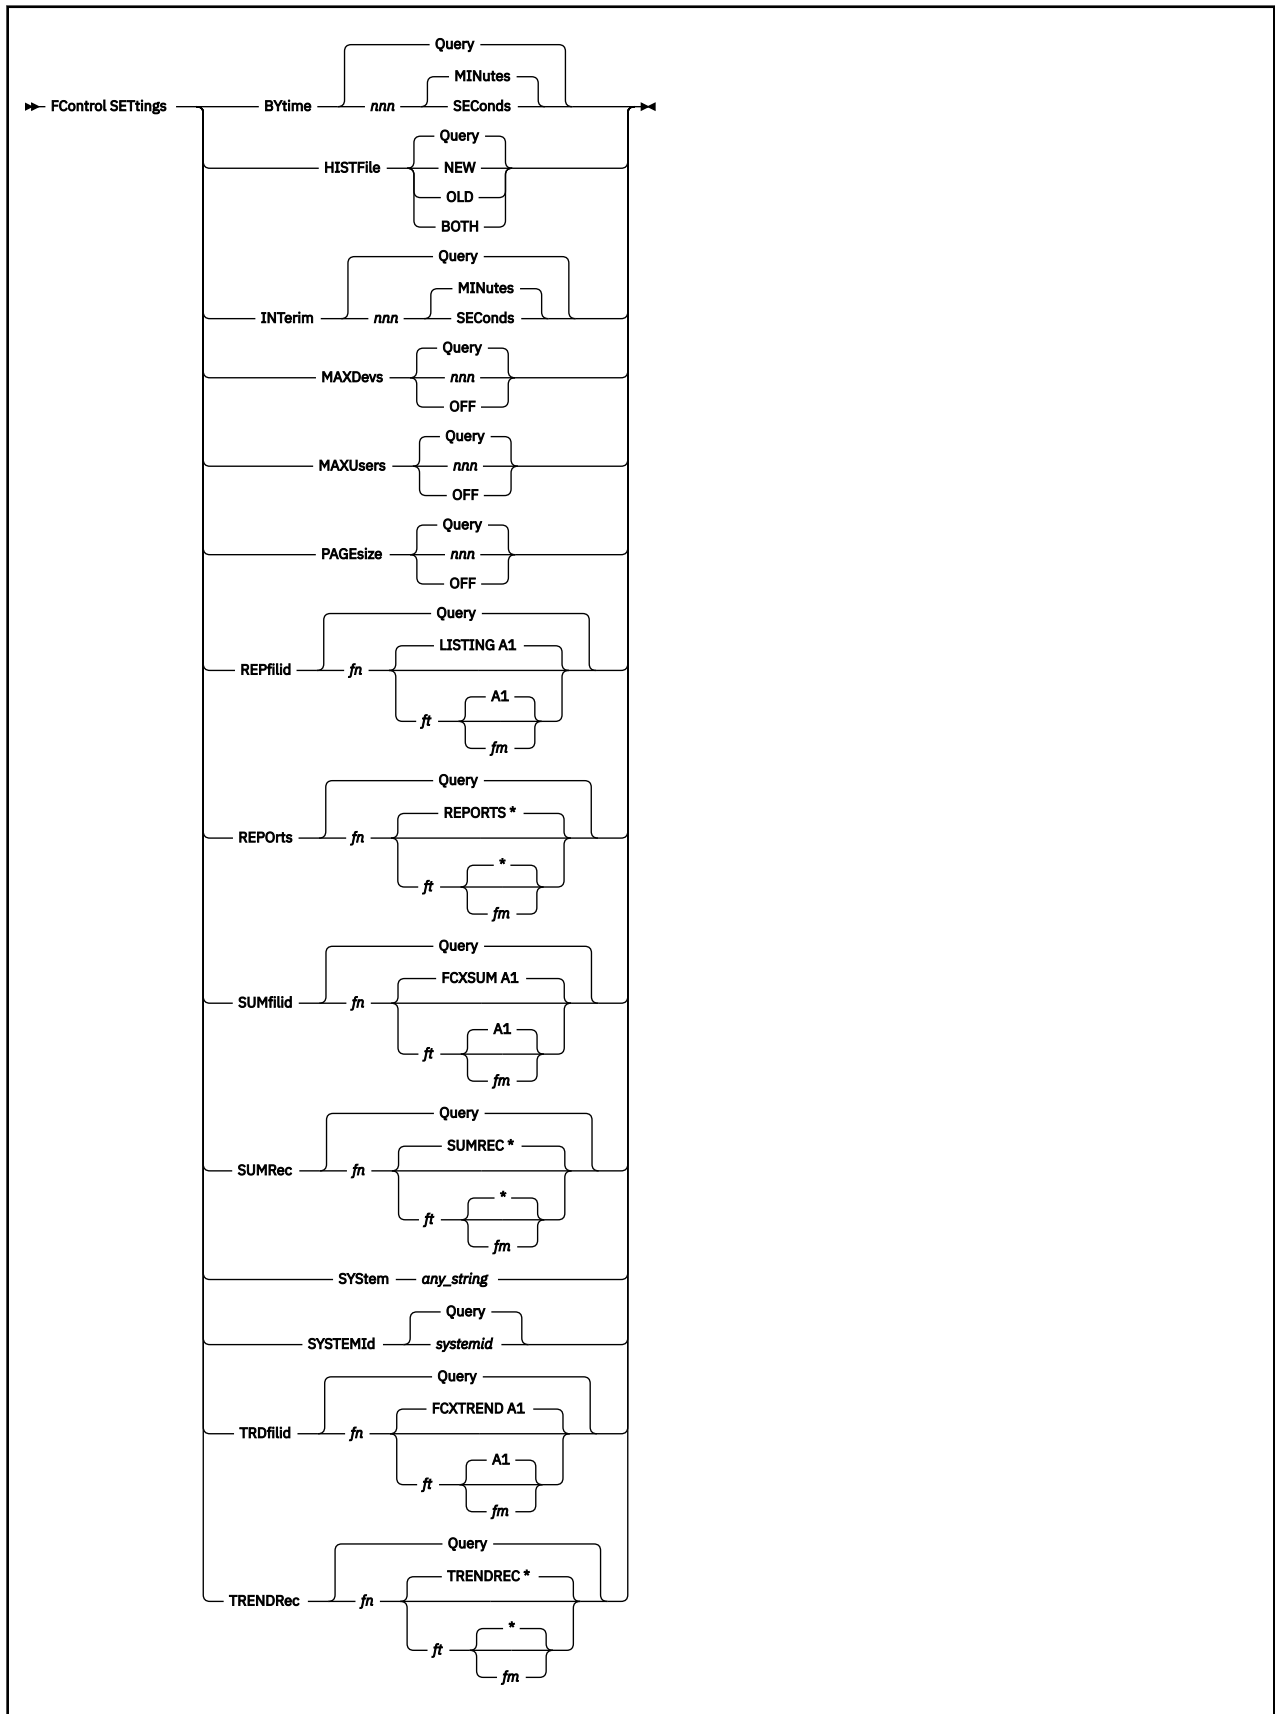 Query
MINutes
FControl SETtings BYtime nnn SEConds
Query
HISTFile NEW
OLD
BOTH
Query
MINutes
INTerim nnn SEConds
Query
MAXDevs nnn
OFF
Query
MAXUsers nnn
OFF
Query
PAGEsize nnn
OFF
Query
LISTING A1
REPfilid fn
A1
ft
fm
Query
REPORTS *
REPOrts fn
*
ft
fm
Query
FCXSUM A1
SUMfilid fn
A1
ft
fm
Query
SUMREC *
SUMRec fn
*
ft
fm
SYStem any_string
Query
SYSTEMId systemid
Query
FCXTREND A1
TRDfilid fn
A1
ft
fm
Query
TRENDREC *
TRENDRec fn
*
ft
fm